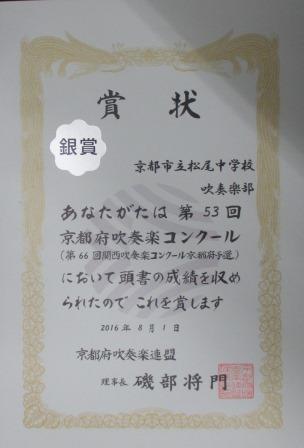 賞状
銀賞
京都市立松尾中学校
吹奏楽部
あなたがたは 第53回
京都府吹奏楽コンクール
(第66回関西吹奏楽コンクール京都府予選)
において頭書の成績を収め
られたので これを賞します
2016年8月1日
京都府吹奏楽連盟
理事長 磯部将門